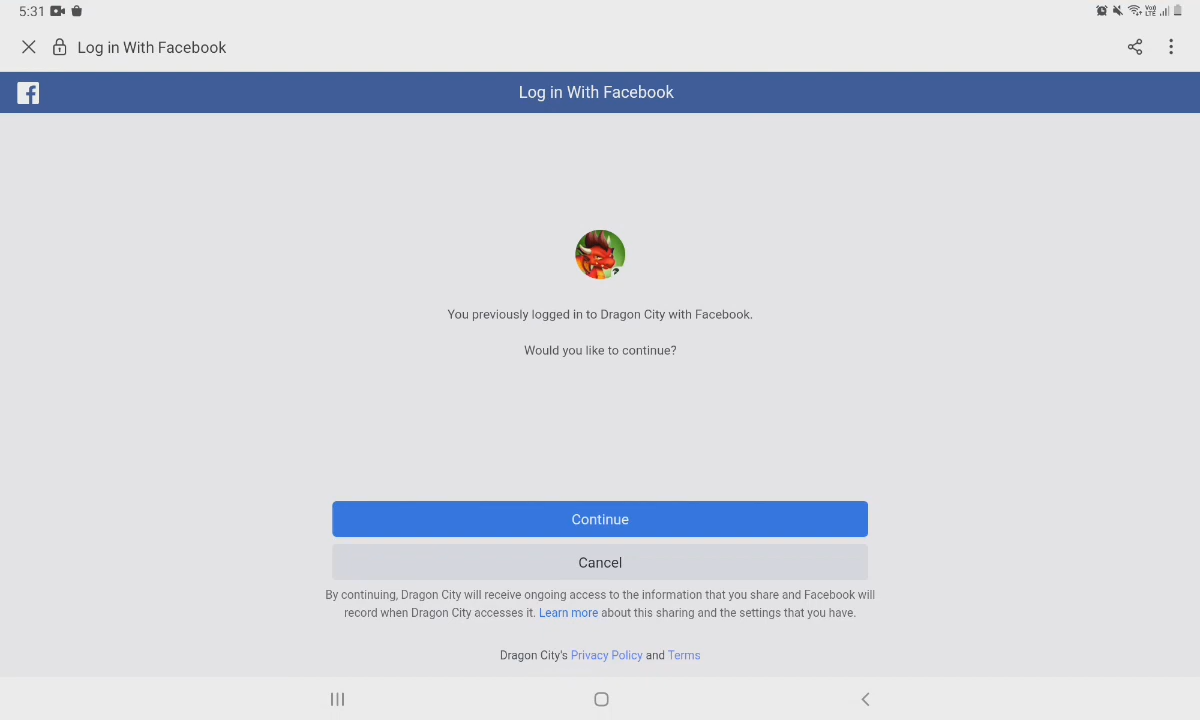 5:31
Log in With Facebook
Log in With Facebook
You previously logged in to Dragon City with Facebook.
Would you like to continue?
Continue
Cancel
By continuing, Dragon City will receive ongoing access to the information that you share and Facebook will
record when Dragon City accesses it. Learn more about this sharing and the settings that you have.
Dragon City's Privacy Policy and Terms